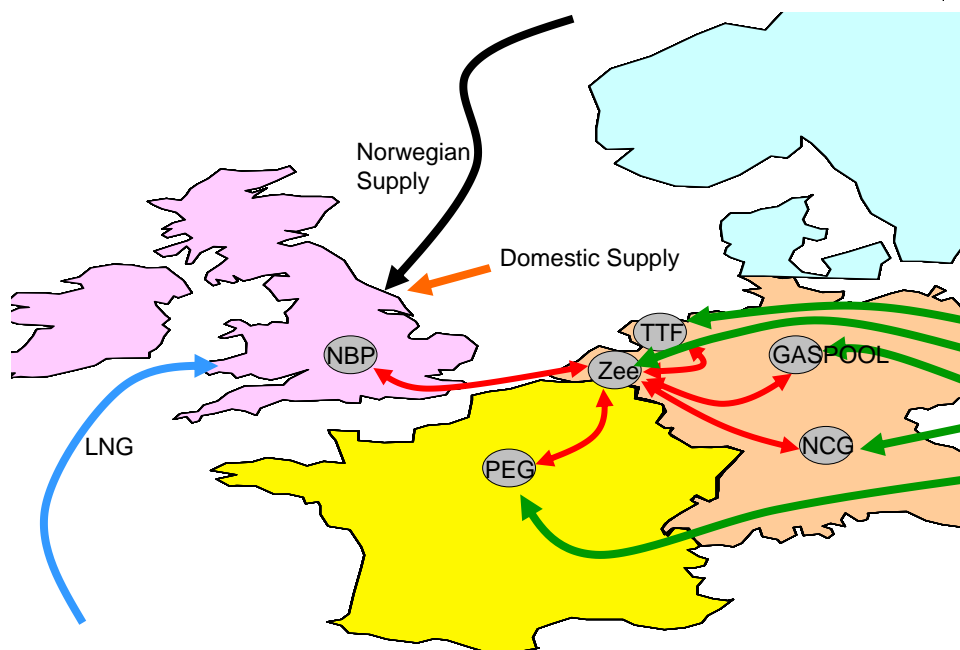 Norwegian
Supply
Domestic Supply
TTF
NBP
GASPOOL
Zee
LNG
NCG
PEG